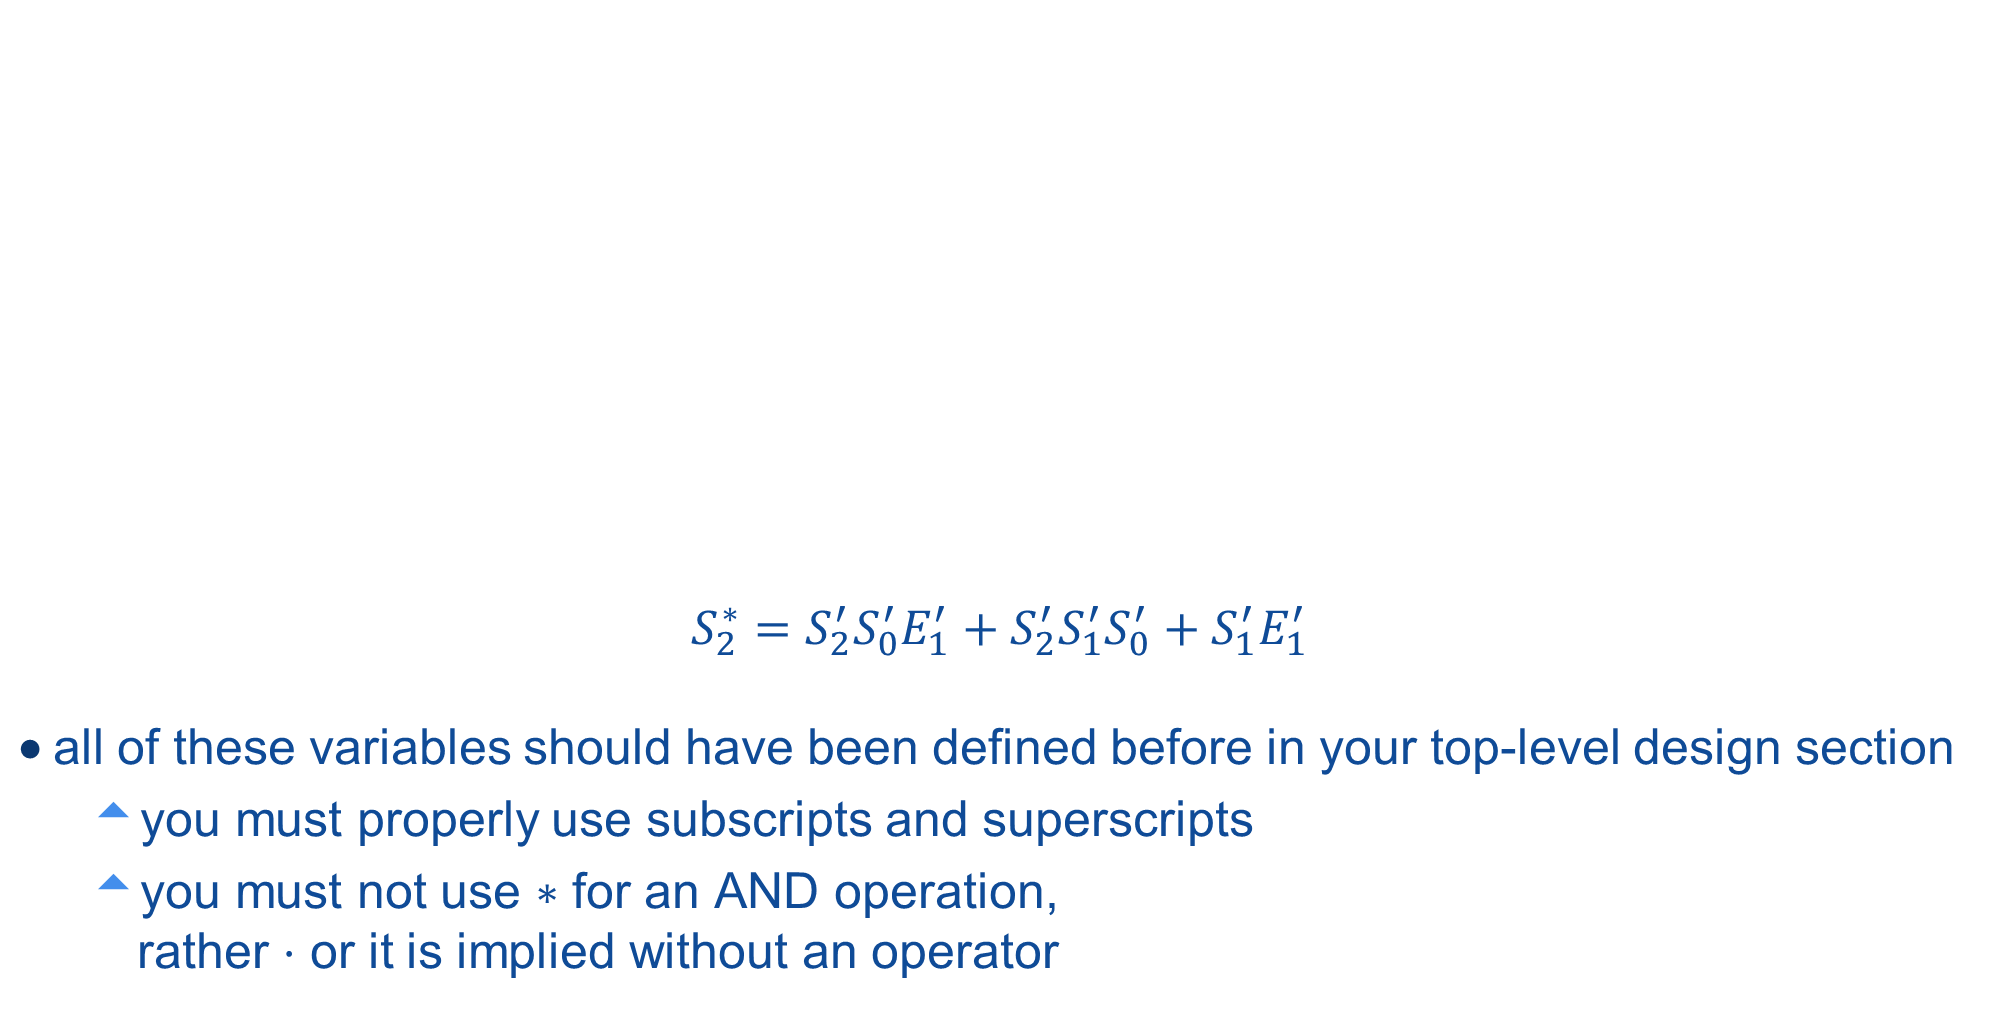 S₂* = S₂′S₀′E₁′ + S₂′S₁′S₀′ + S₁′E₁′
• all of these variables should have been defined before in your top-level design section
you must properly use subscripts and superscripts
you must not use ∗ for an AND operation,
rather · or it is implied without an operator